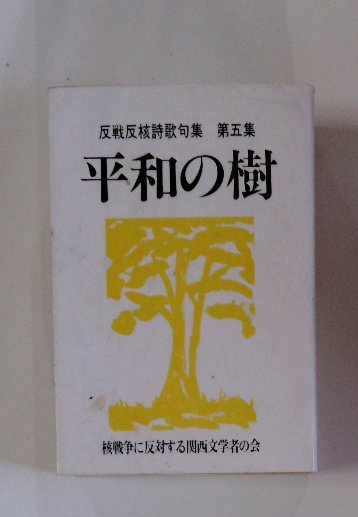 反戦反核詩歌句集　第五集
平和の樹
核戦争に反対する関西文学者の会